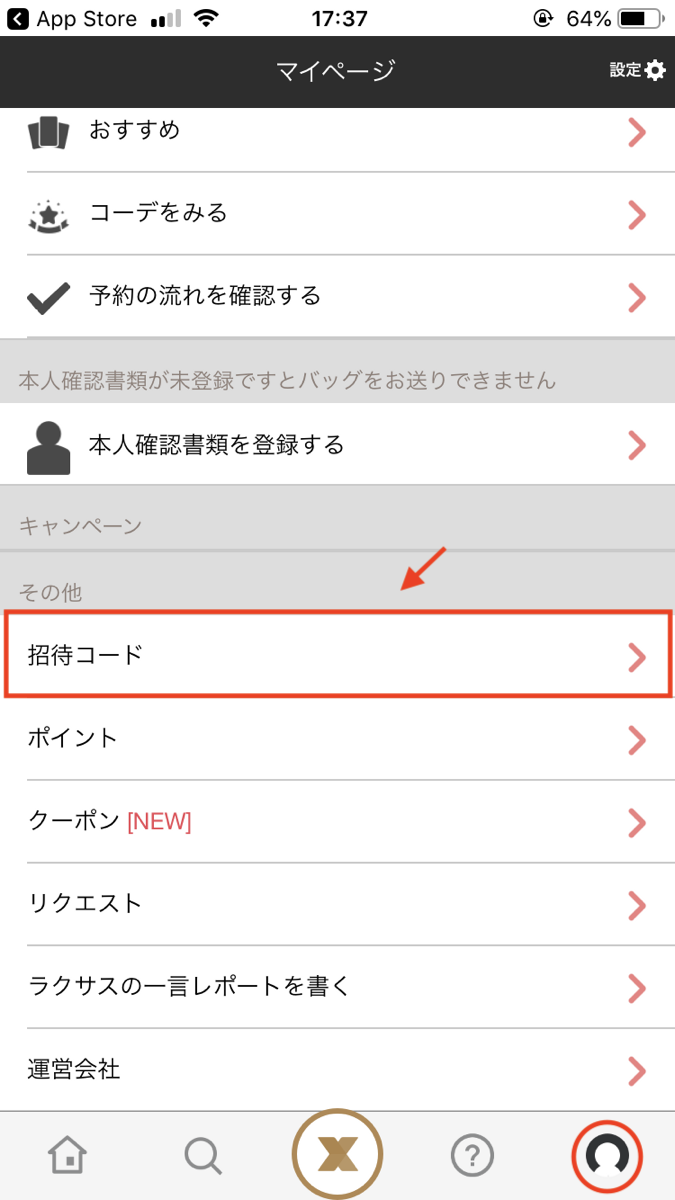 App Store 17:37 64%
マイページ 設定
おすすめ
コーデをみる
予約の流れを確認する
本人確認書類が未登録ですとバッグをお送りできません
本人確認書類を登録する
キャンペーン
その他
招待コード
ポイント
クーポン [NEW]
リクエスト
ラクサスの一言レポートを書く
運営会社